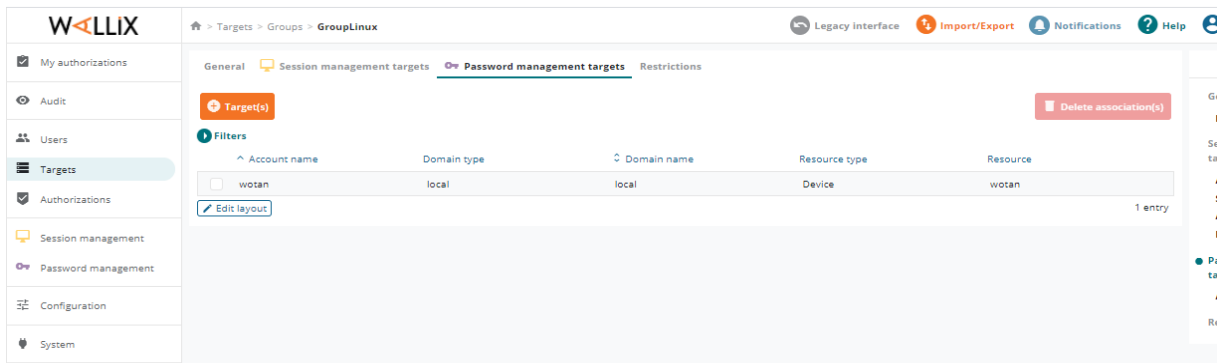 WALLIX
> Targets > Groups > GroupLinux
Legacy interface
Import/Export
Notifications
Help
My authorizations
Audit
Users
Targets
Authorizations
Session management
Password management
Configuration
System
General
Session management targets
Password management targets
Restrictions
Target(s)
Delete association(s)
Filters
Account name Domain type Domain name Resource type Resource
wotan local local Device wotan
Edit layout
1 entry